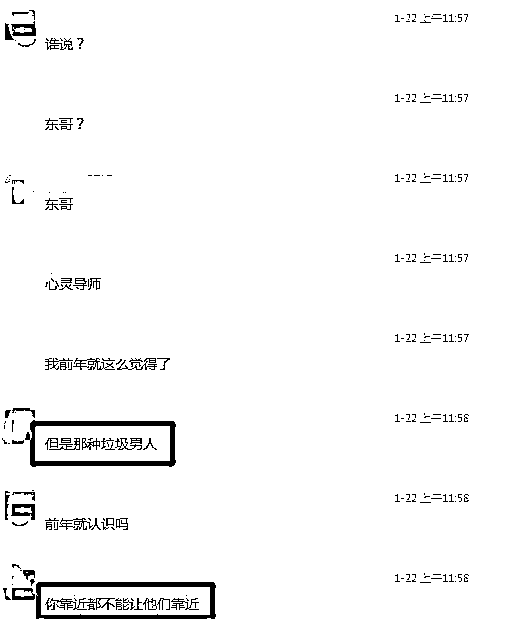 1-22 上午11:57
谁说？
1-22 上午11:57
东哥？
1-22 上午11:57
东哥
1-22 上午11:57
心灵导师
1-22 上午11:57
我前年就这么觉得了
1-22 上午11:58
但是那种垃圾男人
1-22 上午11:58
前年就认识吗
1-22 上午11:58
你靠近都不能让他们靠近